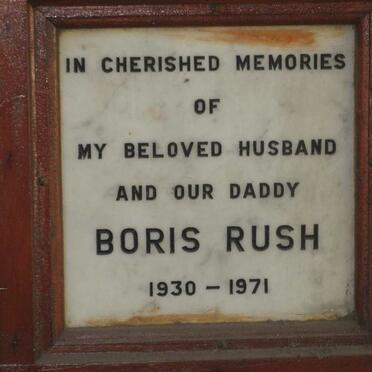 IN CHERISHED MEMORIES
OF
MY BELOVED HUSBAND
AND OUR DADDY
BORIS RUSH
1930 – 1971